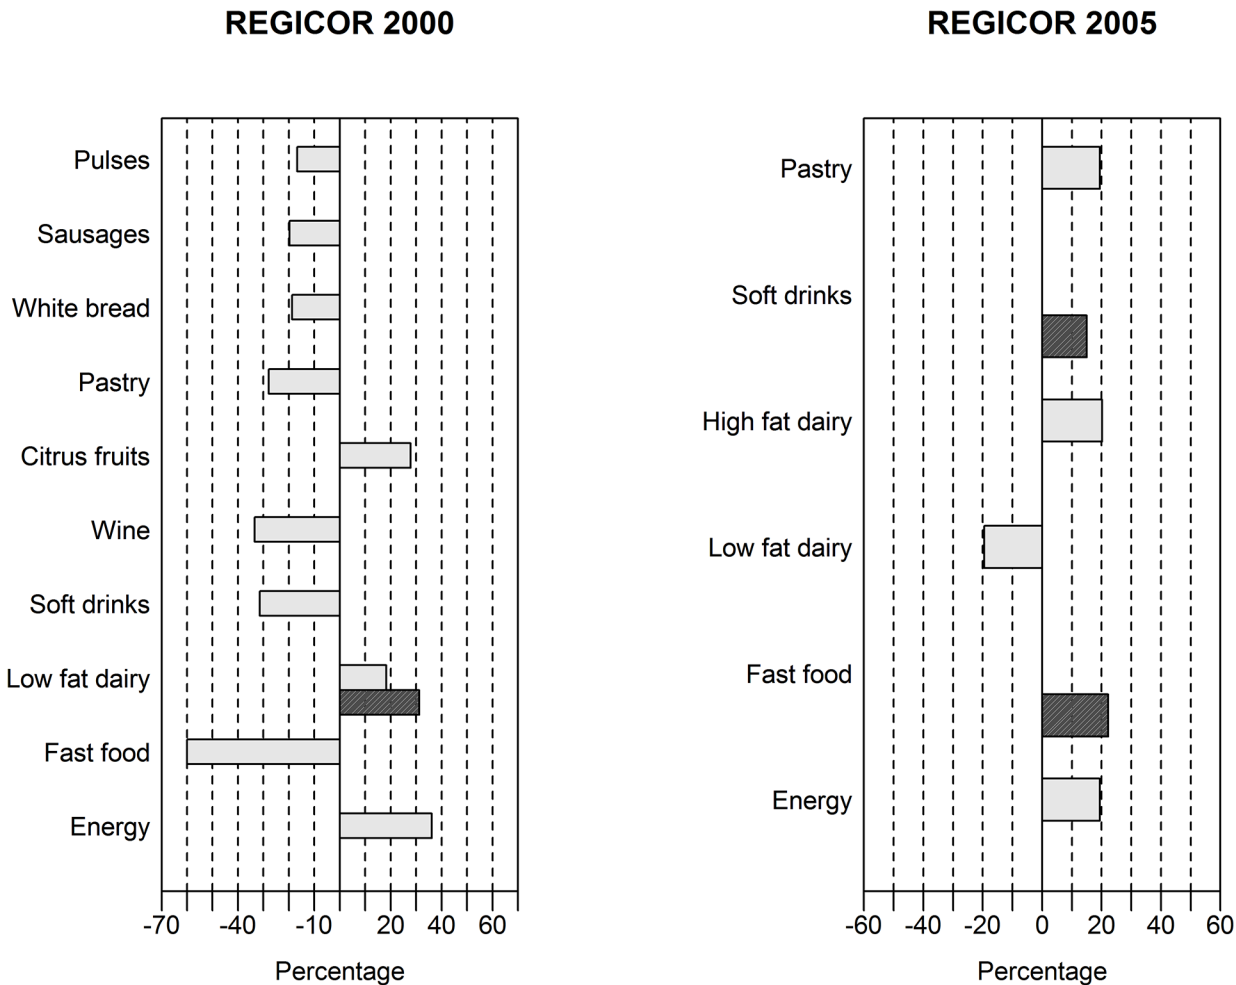 REGICOR 2000
Pulses
Sausages
White bread
Pastry
Citrus fruits
Wine
Soft drinks
Low fat dairy
Fast food
Energy
-70 -40 -10 20 40 60
Percentage
REGICOR 2005
Pastry
Soft drinks
High fat dairy
Low fat dairy
Fast food
Energy
-60 -40 -20 0 20 40 60
Percentage